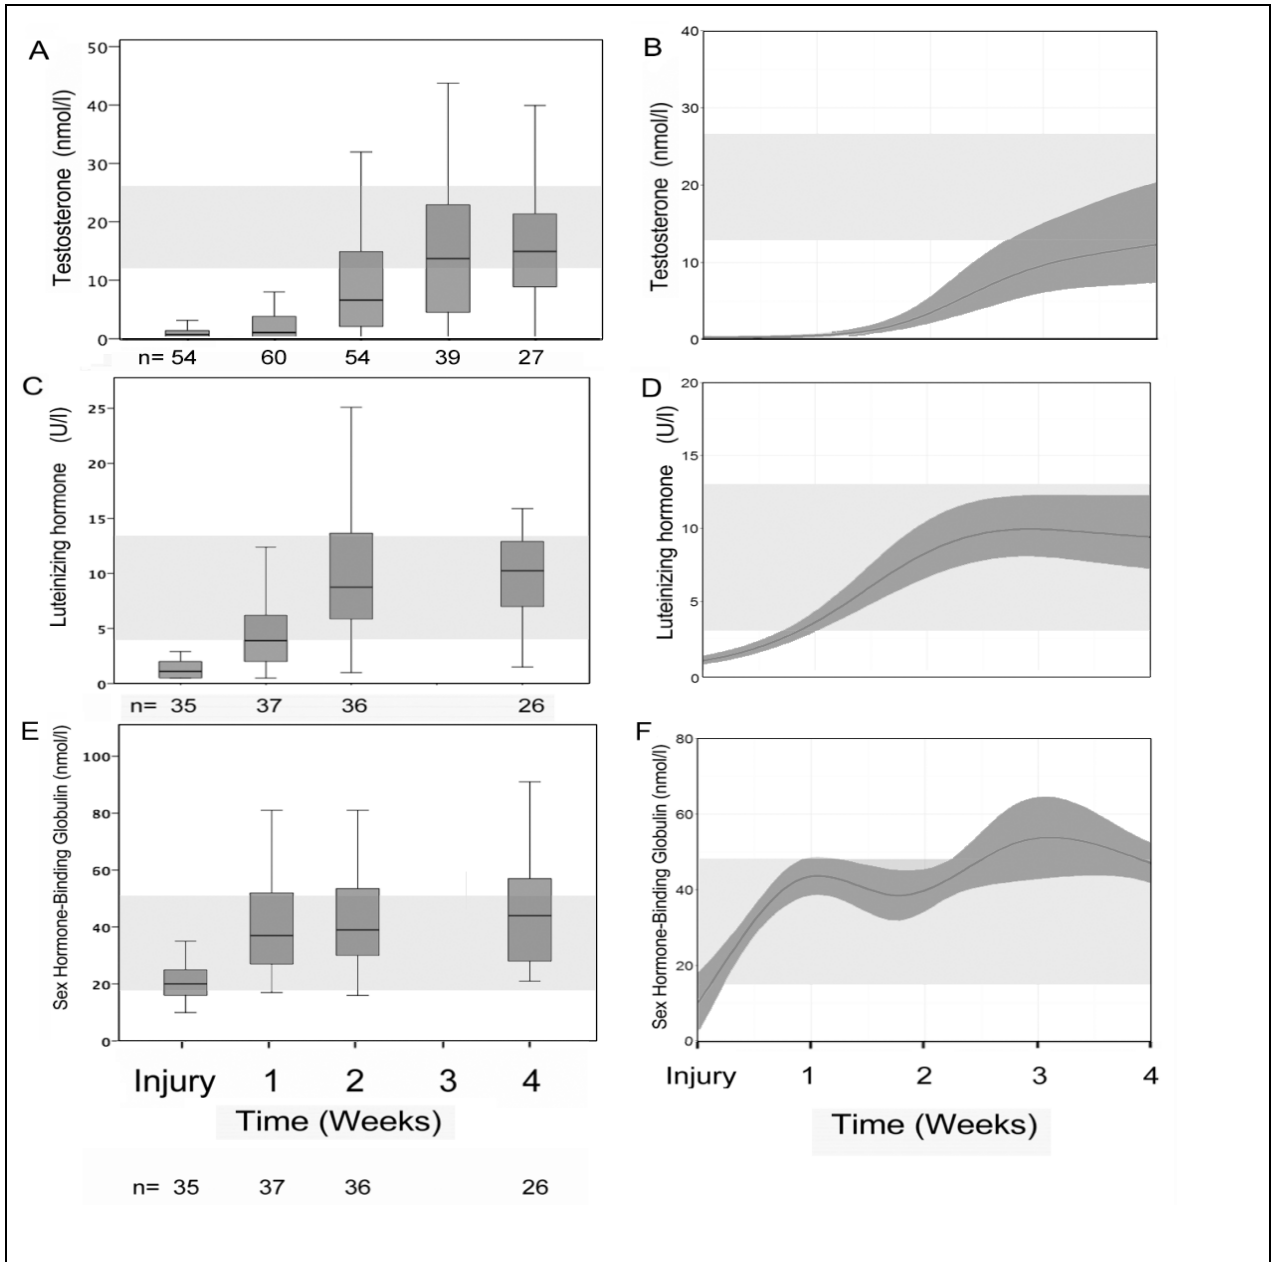 A
Testosterone (nmol/l)
50
40
30
20
10
0
n= 54 60 54 39 27
B
Testosterone (nmol/l)
40
30
20
10
0
C
Luteinizing hormone (U/l)
25
20
15
10
5
0
n= 35 37 36 26
D
Luteinizing hormone (U/l)
20
15
10
5
0
E
Sex Hormone-Binding Globulin (nmol/l)
100
80
60
40
20
0
Injury 1 2 3 4
Time (Weeks)
n= 35 37 36 26
F
Sex Hormone-Binding Globulin (nmol/l)
80
60
40
20
0
Injury 1 2 3 4
Time (Weeks)